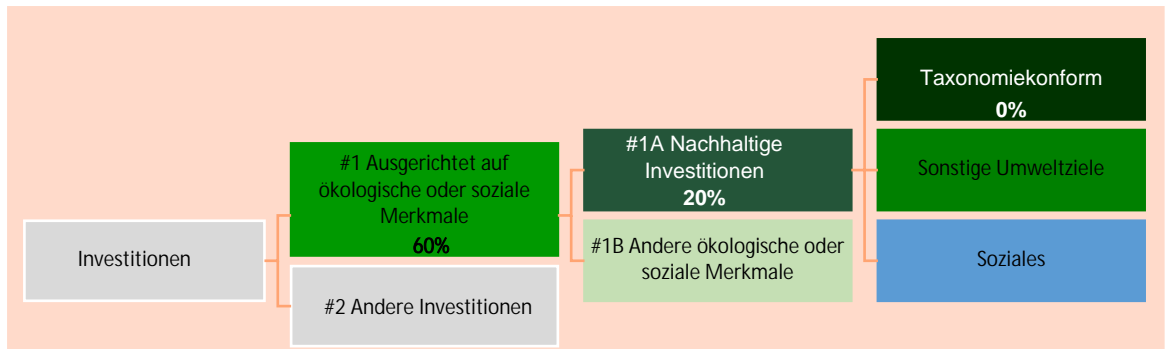 Investitionen
#1 Ausgerichtet auf
ökologische oder soziale
Merkmale
60%
#2 Andere Investitionen
#1A Nachhaltige
Investitionen
20%
#1B Andere ökologische oder
soziale Merkmale
Taxonomiekonform
0%
Sonstige Umweltziele
Soziales